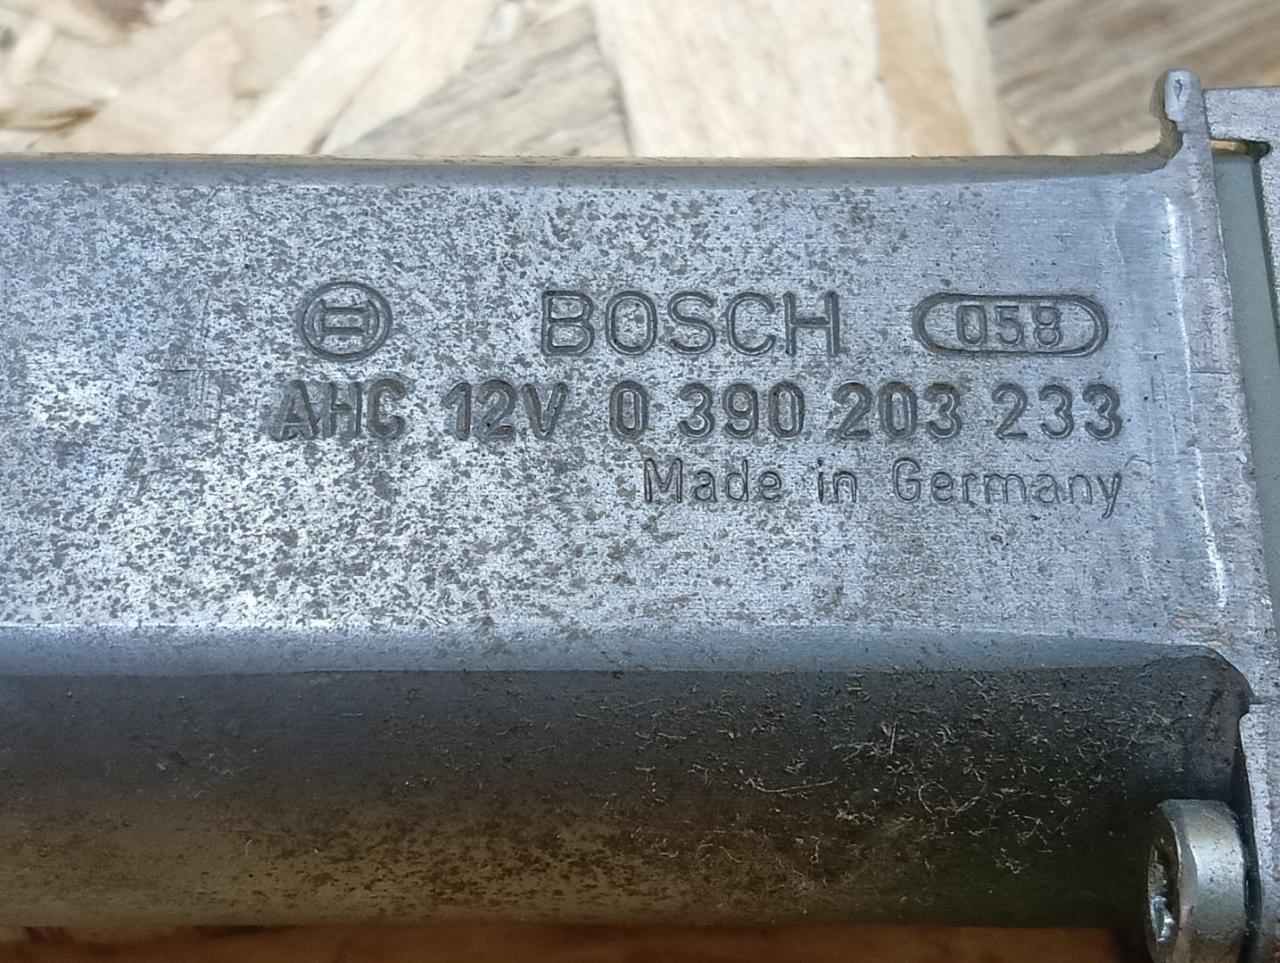 BOSCH 058
AHC 12V 0 390 203 233
Made in Germany